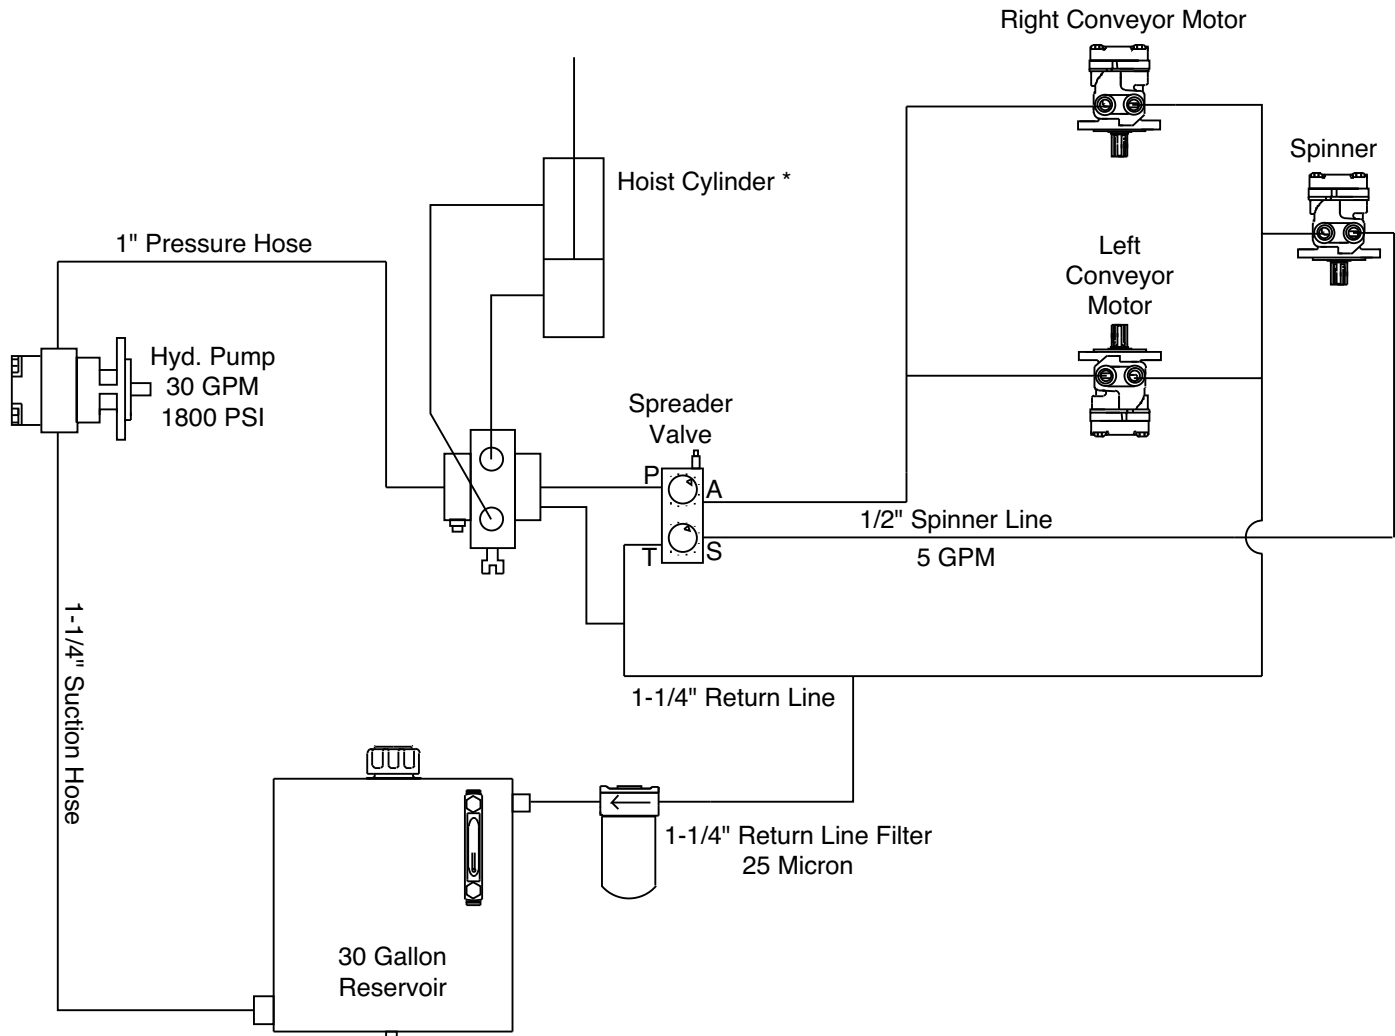 Right Conveyor Motor
Spinner
Hoist Cylinder *
1" Pressure Hose
Left
Conveyor
Motor
Hyd. Pump
30 GPM
1800 PSI
Spreader
Valve
P
A
1/2" Spinner Line
T
S
5 GPM
1-1/4" Suction Hose
1-1/4" Return Line
1-1/4" Return Line Filter
25 Micron
30 Gallon
Reservoir